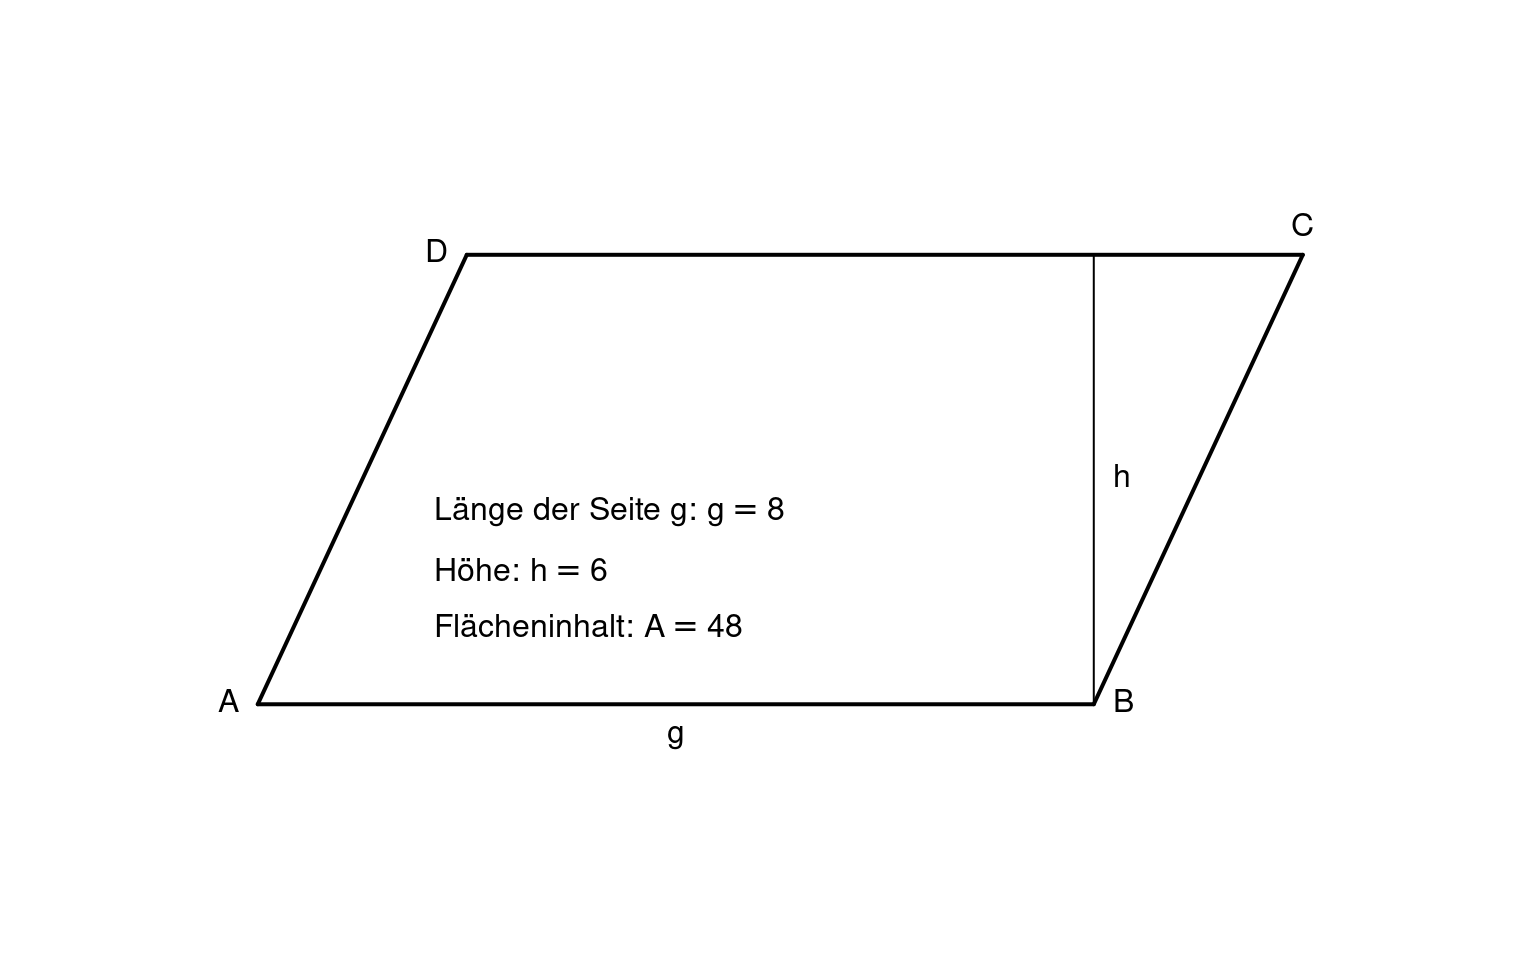 C
D
h
Länge der Seite g: g = 8
Höhe: h = 6
Flächeninhalt: A = 48
A
B
g